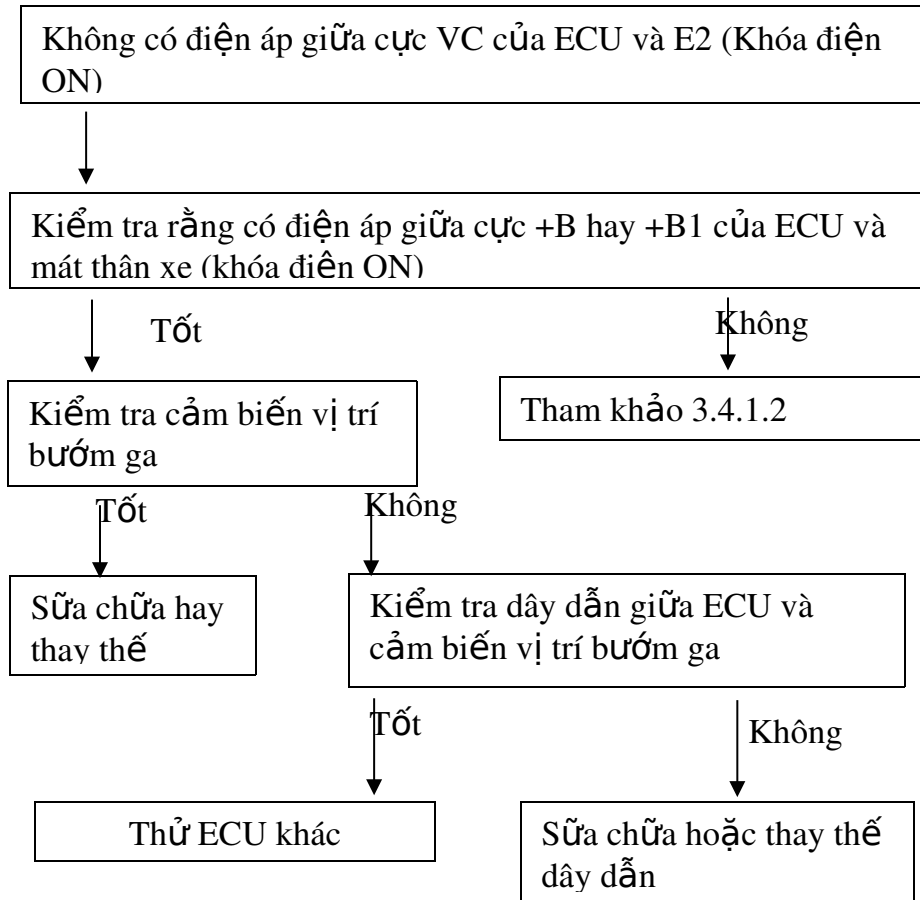 Không có điện áp giữa cực VC của ECU và E2 (Khóa điện
ON)
Kiểm tra rằng có điện áp giữa cực +B hay +B1 của ECU và
mát thân xe (khóa điện ON)
Tốt
Không
Kiểm tra cảm biến vị trí
bướm ga
Tham khảo 3.4.1.2
Tốt
Không
Sữa chữa hay
thay thế
Kiểm tra dây dẫn giữa ECU và
cảm biến vị trí bướm ga
Tốt
Không
Thử ECU khác
Sữa chữa hoặc thay thế
dây dẫn